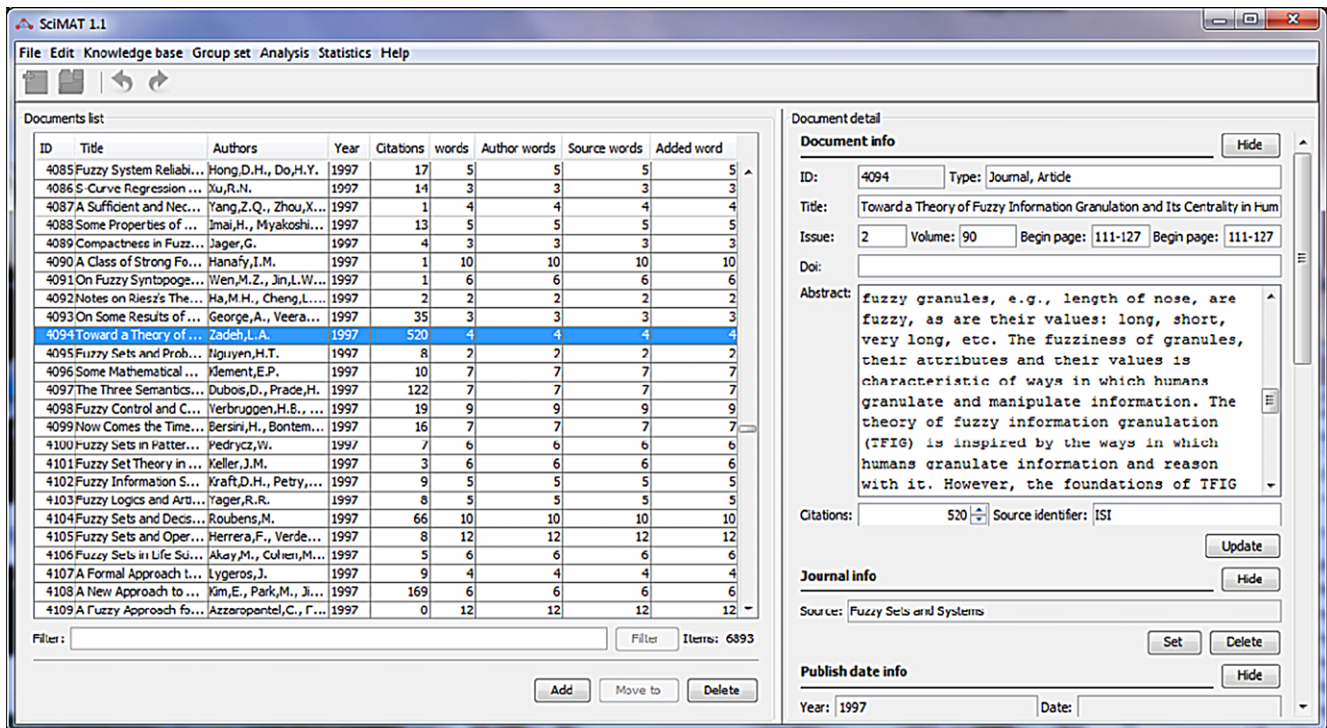 SciMAT 1.1
File Edit Knowledge base Group set Analysis Statistics Help
Documents list
ID Title Authors Year Citations words Author words Source words Added word
4085 Fuzzy System Reliabi... Hong,D.H., Do,H.Y. 1997 17 5 5 5 5
4086 S-Curve Regression ... Xu,R.N. 1997 14 3 3 3 3
4087 A Sufficient and Nec... Yang,Z.Q., Zhou,X... 1997 1 4 4 4 4
4088 Some Properties of ... Imai,H., Myakoshi... 1997 13 5 5 5 5
4089 Compactness in Fuzz... Jager,G. 1997 4 3 3 3 3
4090 A Class of Strong Fo... Hanafy,I.M. 1997 1 10 10 10 10
4091 On Fuzzy Syntopoge... Wen,M.Z., Jin,L.W... 1997 1 6 6 6 6
4092 Notes on Riesz's The... Ha,M.H., Cheng,L.... 1997 2 2 2 2 2
4093 On Some Results of ... George,A., Veera... 1997 35 3 3 3 3
4094 Toward a Theory of ... Zadeh,L.A. 1997 520 4 4 4 4
4095 Fuzzy Sets and Prob... Nguyen,H.T. 1997 8 2 2 2 2
4096 Some Mathematical ... Klement,E.P. 1997 10 7 7 7 7
4097 The Three Semantics... Dubois,D., Prade,H. 1997 122 7 7 7 7
4098 Fuzzy Control and C... Verbruggen,H.B., ... 1997 19 9 9 9 9
4099 Now Comes the Time... Bersini,H., Bontem... 1997 16 7 7 7 7
4100 Fuzzy Sets in Patter... Pedrycz,W. 1997 7 6 6 6 6
4101 Fuzzy Set Theory in ... Keller,J.M. 1997 3 6 6 6 6
4102 Fuzzy Information S... Kraft,D.H., Petry,... 1997 9 5 5 5 5
4103 Fuzzy Logics and Arti... Yager,R.R. 1997 8 5 5 5 5
4104 Fuzzy Sets and Decis... Roubens,M. 1997 66 10 10 10 10
4105 Fuzzy Sets and Oper... Herrera,F., Verde... 1997 8 12 12 12 12
4106 Fuzzy Sets in Life Sci... Akay,M., Cohen,M... 1997 5 6 6 6 6
4107 A Formal Approach t... Lygeros,J. 1997 9 4 4 4 4
4108 A New Approach to ... Kim,E., Park,M., Ji... 1997 169 6 6 6 6
4109 A Fuzzy Approach fo... Azzaropantel,C., F... 1997 0 12 12 12 12
Filter: Filter Items: 6893
Add Move to Delete
Document detail
Document info Hide
ID: 4094 Type: Journal, Article
Title: Toward a Theory of Fuzzy Information Granulation and Its Centrality in Hum
Issue: 2 Volume: 90 Begin page: 111-127 Begin page: 111-127
Doi:
Abstract: fuzzy granules, e.g., length of nose, are
fuzzy, as are their values: long, short,
very long, etc. The fuzziness of granules,
their attributes and their values is
characteristic of ways in which humans
granulate and manipulate information. The
theory of fuzzy information granulation
(TFIG) is inspired by the ways in which
humans granulate information and reason
with it. However, the foundations of TFIG
Citations: 520 Source identifier: ISI
Update
Journal info Hide
Source: Fuzzy Sets and Systems
Set Delete
Publish date info Hide
Year: 1997 Date: